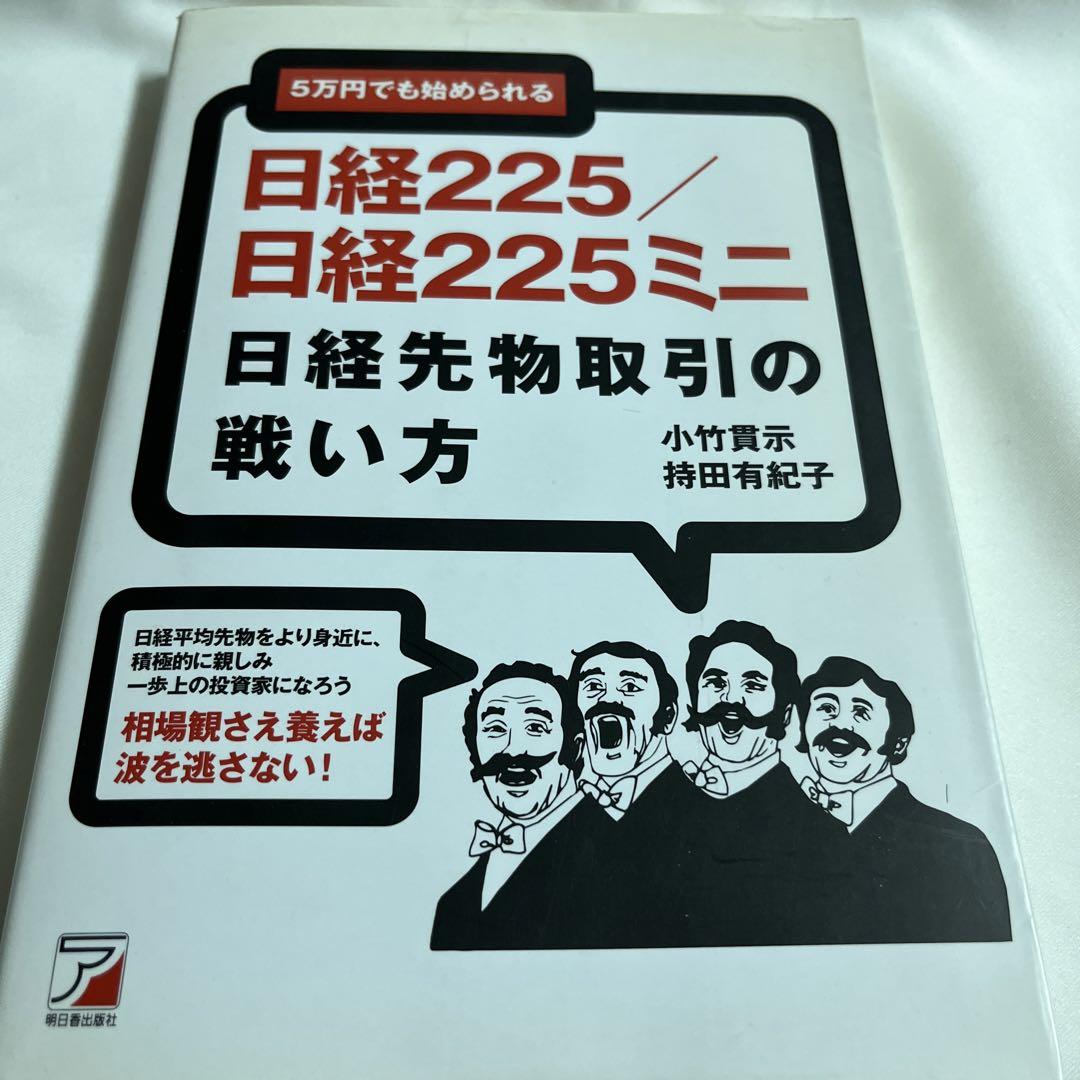 5万円でも始められる
日経225／
日経225ミニ
日経先物取引の
戦い方
小竹貫示
持田有紀子
日経平均先物をより身近に、
積極的に親しみ
一歩上の投資家になろう
相場観さえ養えば
波を逃さない！
ア
明日香出版社